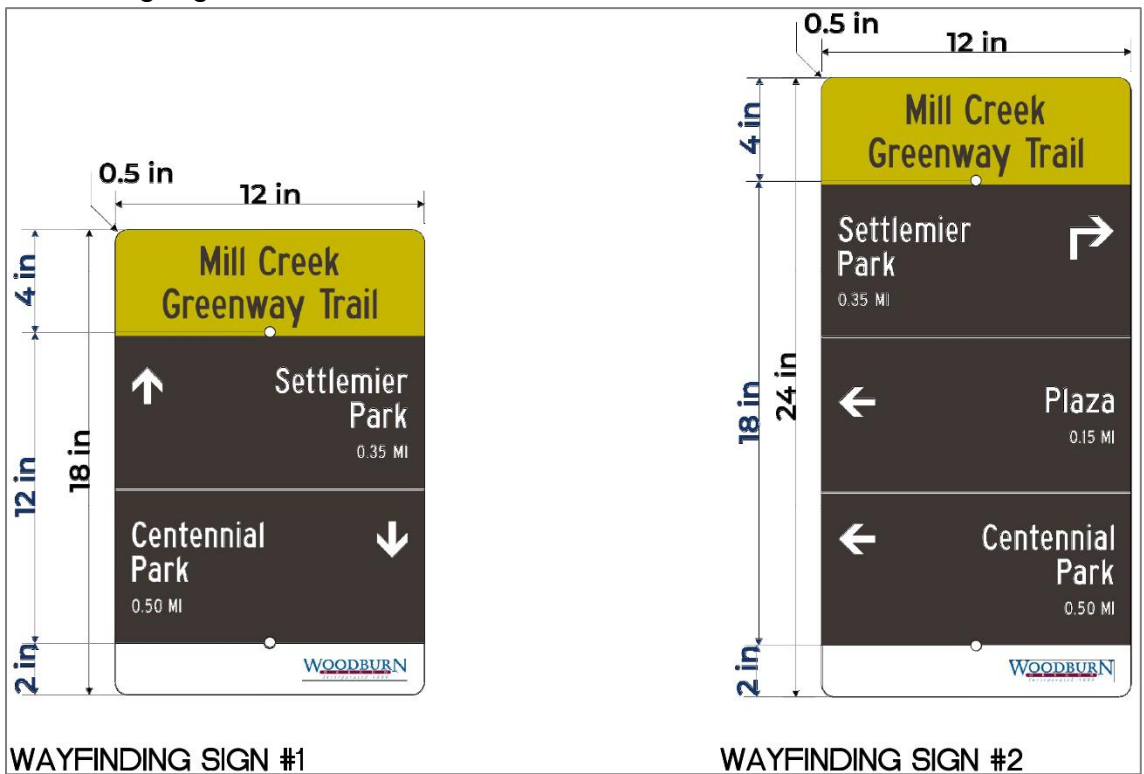 0.5 in
12 in
4 in
12 in
18 in
2 in
Mill Creek
Greenway Trail
Settlemier
Park
0.35 MI
Centennial
Park
0.50 MI
WOODBURN
WAYFINDING SIGN #1
0.5 in
12 in
4 in
18 in
24 in
2 in
Mill Creek
Greenway Trail
Settlemier
Park
0.35 MI
Plaza
0.15 MI
Centennial
Park
0.50 MI
WOODBURN
WAYFINDING SIGN #2